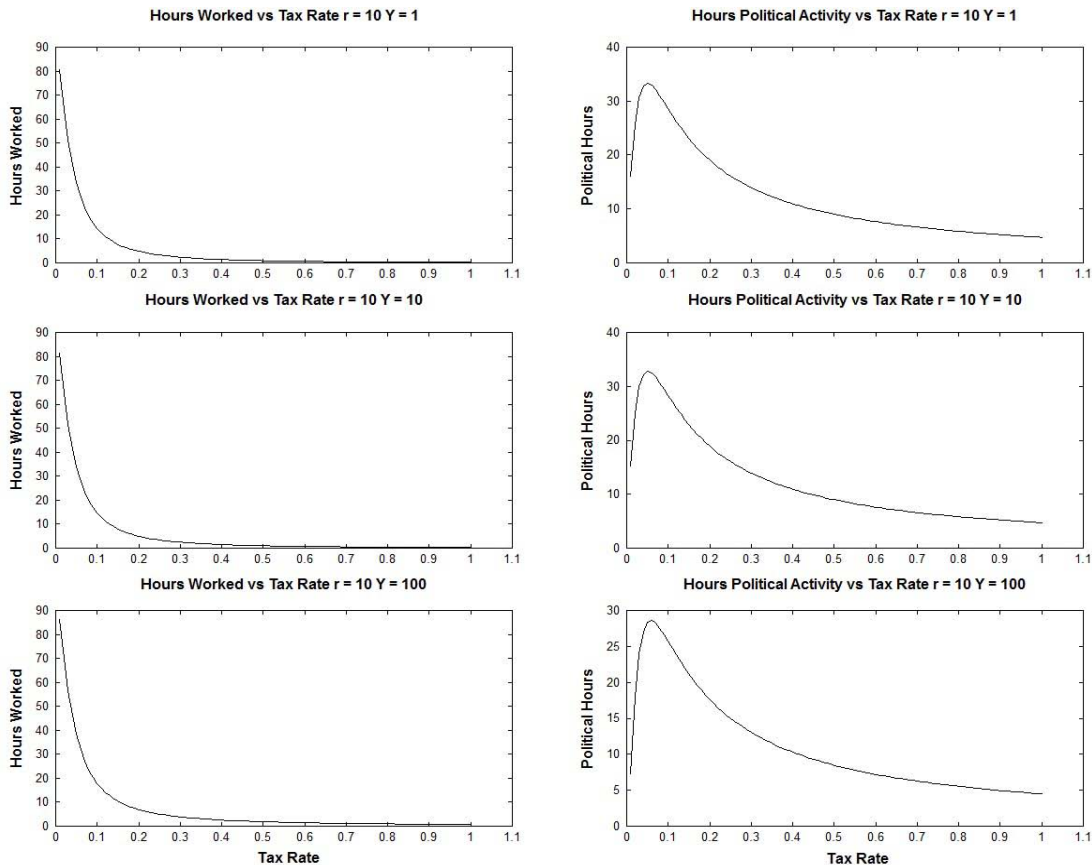 Hours Worked vs Tax Rate r = 10 Y = 1
90
80
70
60
50
40
30
20
10
0
Hours Worked
0 0.1 0.2 0.3 0.4 0.5 0.6 0.7 0.8 0.9 1 1.1
Hours Political Activity vs Tax Rate r = 10 Y = 1
40
30
20
10
0
Political Hours
0 0.1 0.2 0.3 0.4 0.5 0.6 0.7 0.8 0.9 1 1.1
Hours Worked vs Tax Rate r = 10 Y = 10
90
80
70
60
50
40
30
20
10
0
Hours Worked
0 0.1 0.2 0.3 0.4 0.5 0.6 0.7 0.8 0.9 1 1.1
Hours Political Activity vs Tax Rate r = 10 Y = 10
40
30
20
10
0
Political Hours
0 0.1 0.2 0.3 0.4 0.5 0.6 0.7 0.8 0.9 1 1.1
Hours Worked vs Tax Rate r = 10 Y = 100
90
80
70
60
50
40
30
20
10
0
Hours Worked
0 0.1 0.2 0.3 0.4 0.5 0.6 0.7 0.8 0.9 1 1.1
Tax Rate
Hours Political Activity vs Tax Rate r = 10 Y = 100
30
25
20
15
10
5
0
Political Hours
0 0.1 0.2 0.3 0.4 0.5 0.6 0.7 0.8 0.9 1 1.1
Tax Rate